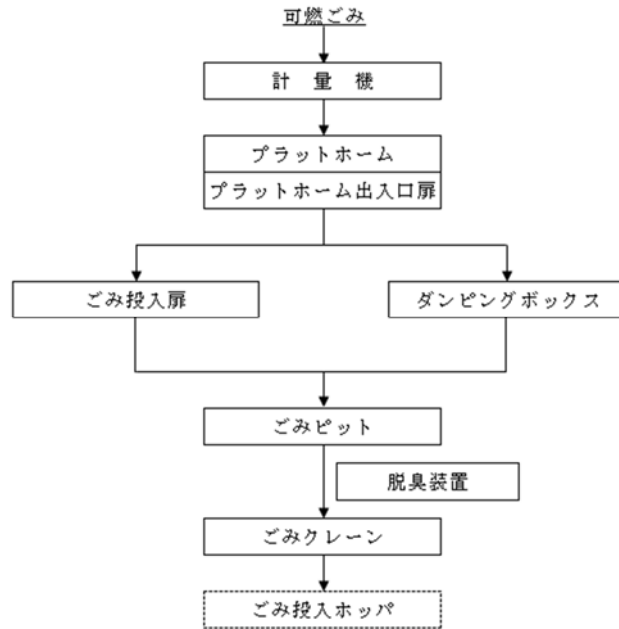 可燃ごみ
計 量 機
プラットホーム
プラットホーム出入口扉
ごみ投入扉
ダンピングボックス
ごみピット
脱臭装置
ごみクレーン
ごみ投入ホッパ